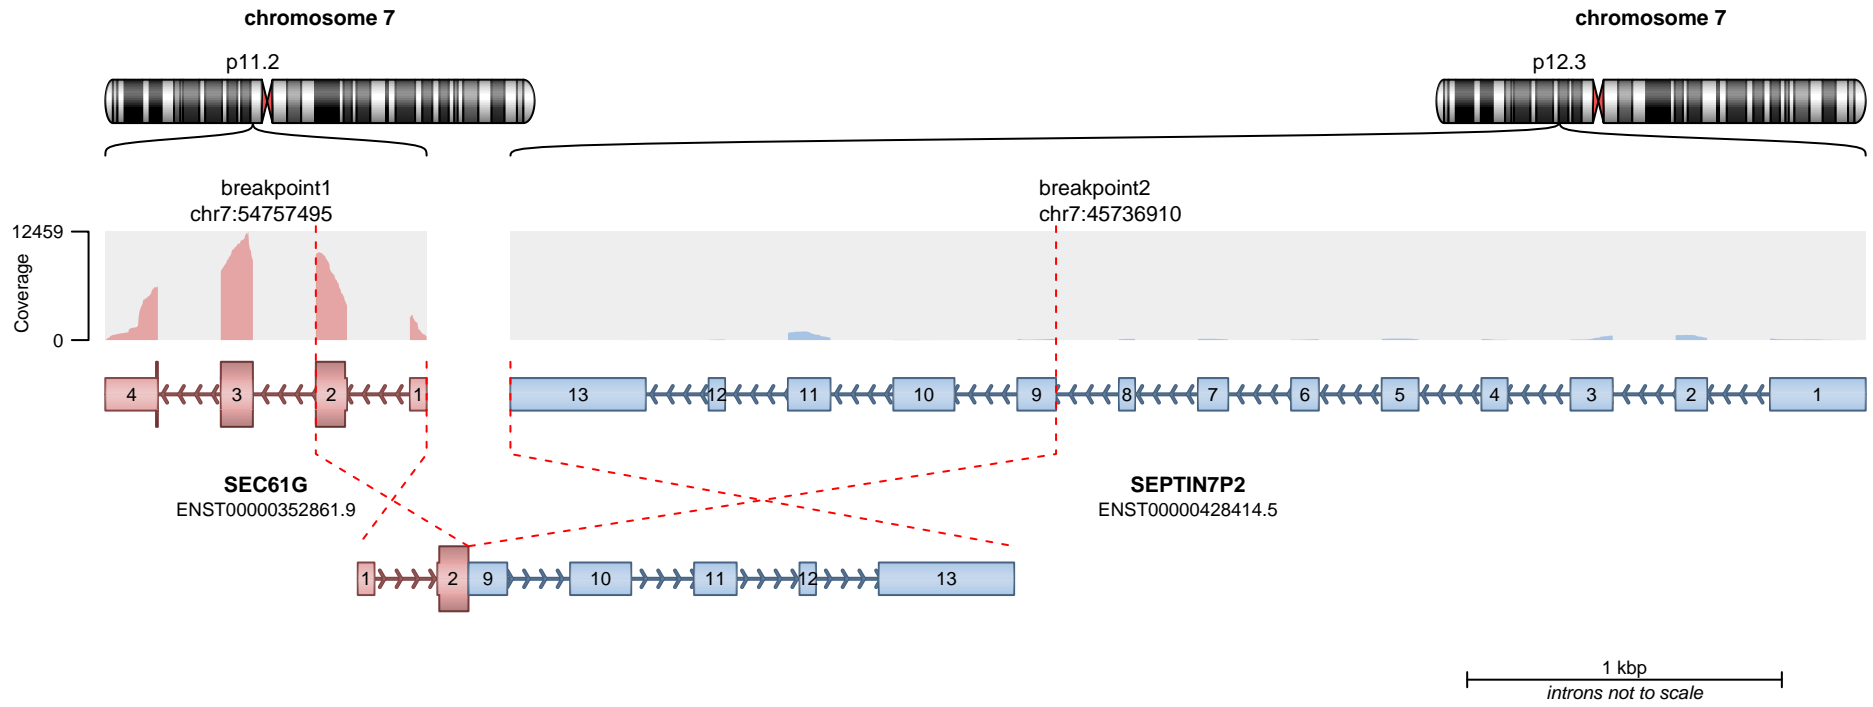 chromosome 7
chromosome 7
p11.2
p12.3
breakpoint1
chr7:54757495
breakpoint2
chr7:45736910
12459
Coverage
0
4 3 2 1
13 12 11 10 9 8 7 6 5 4 3 2 1
SEC61G
ENST00000352861.9
SEPTIN7P2
ENST00000428414.5
1 2 9 10 11 12 13
1 kbp
introns not to scale